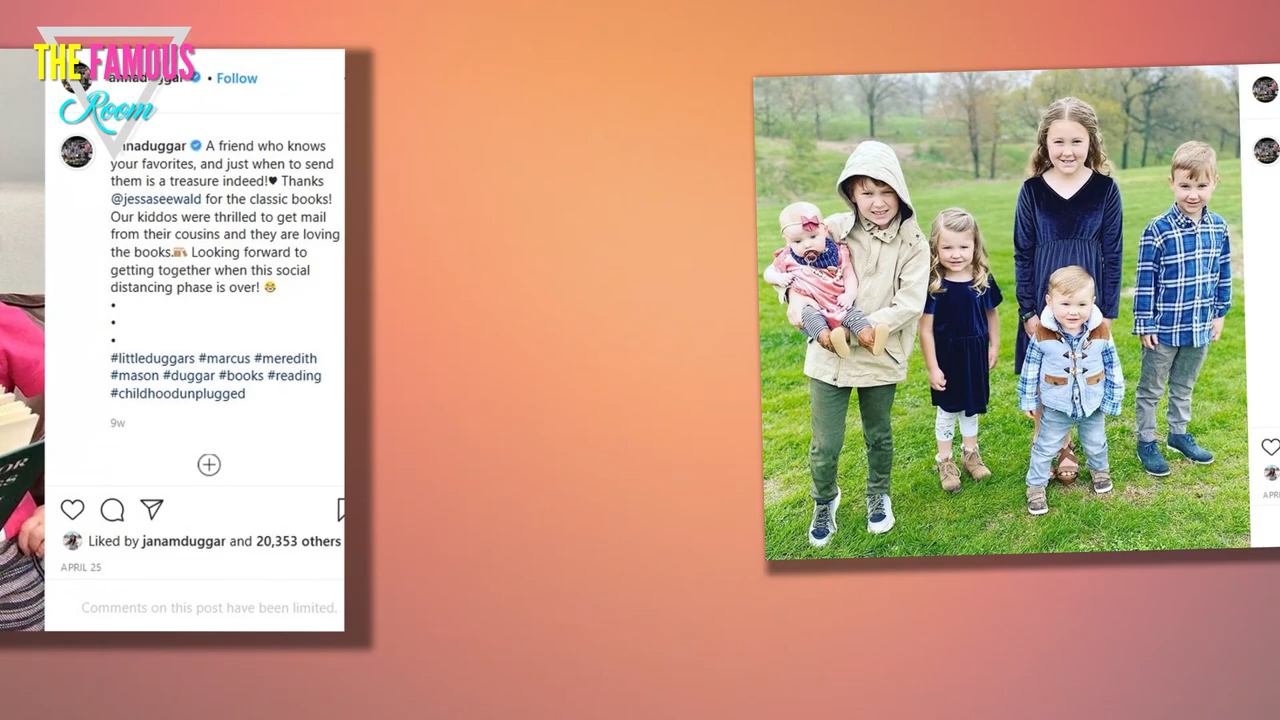 THE FAMOUS
Room
annaduggar • Follow
annaduggar A friend who knows
your favorites, and just when to send
them is a treasure indeed!♥ Thanks
@jessaseewald for the classic books!
Our kiddos were thrilled to get mail
from their cousins and they are loving
the books📚 Looking forward to
getting together when this social
distancing phase is over! 😂
•
•
•
#littleduggars #marcus #meredith
#mason #duggar #books #reading
#childhoodunplugged
9w
Liked by janamduggar and 20,353 others
APRIL 25
Comments on this post have been limited.